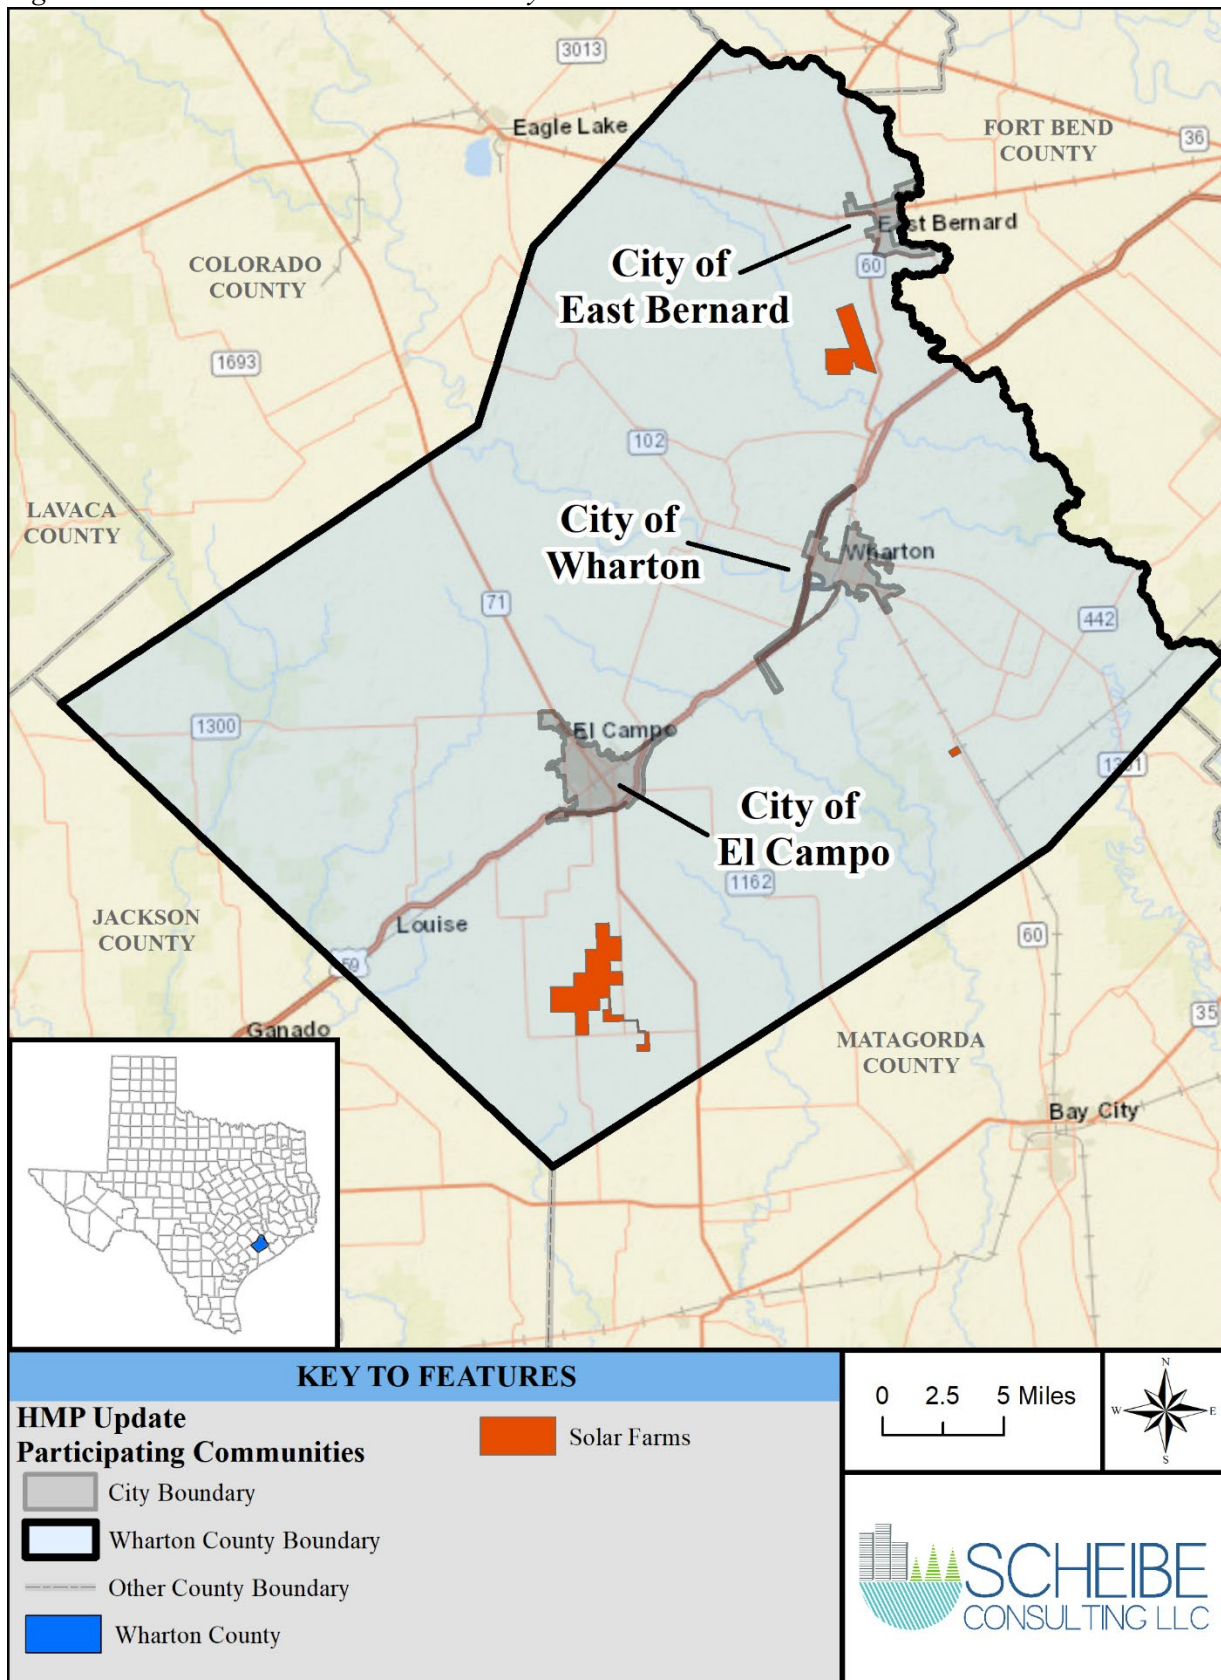 3013
Eagle Lake
FORT BEND
COUNTY
36
East Bernard
City of
East Bernard
60
COLORADO
COUNTY
1693
102
LAVACA
COUNTY
City of
Wharton
Wharton
71
442
1300
El Campo
City of
El Campo
1162
JACKSON
COUNTY
Louise
59
60
35
Ganado
MATAGORDA
COUNTY
Bay City
KEY TO FEATURES
HMP Update
Participating Communities
City Boundary
Wharton County Boundary
Other County Boundary
Wharton County
Solar Farms
0 2.5 5 Miles
N
W E
S
SCHEIBE
CONSULTING LLC